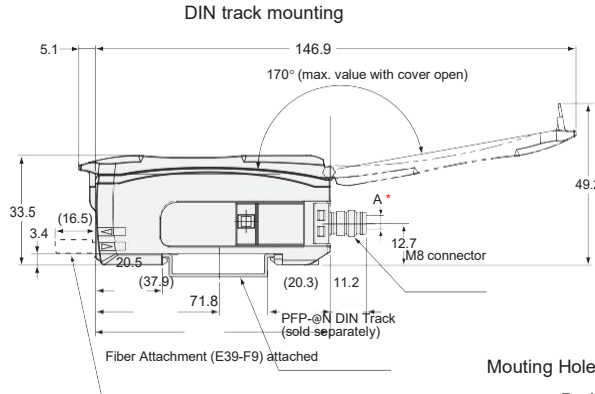 DIN track mounting
5.1
146.9
170° (max. value with cover open)
A *
49.2
33.5
(16.5)
3.4
12.7
M8 connector
20.5
(37.9)
(20.3)
11.2
71.8
PFP-@N DIN Track
(sold separately)
Fiber Attachment (E39-F9) attached
Mouting Hole